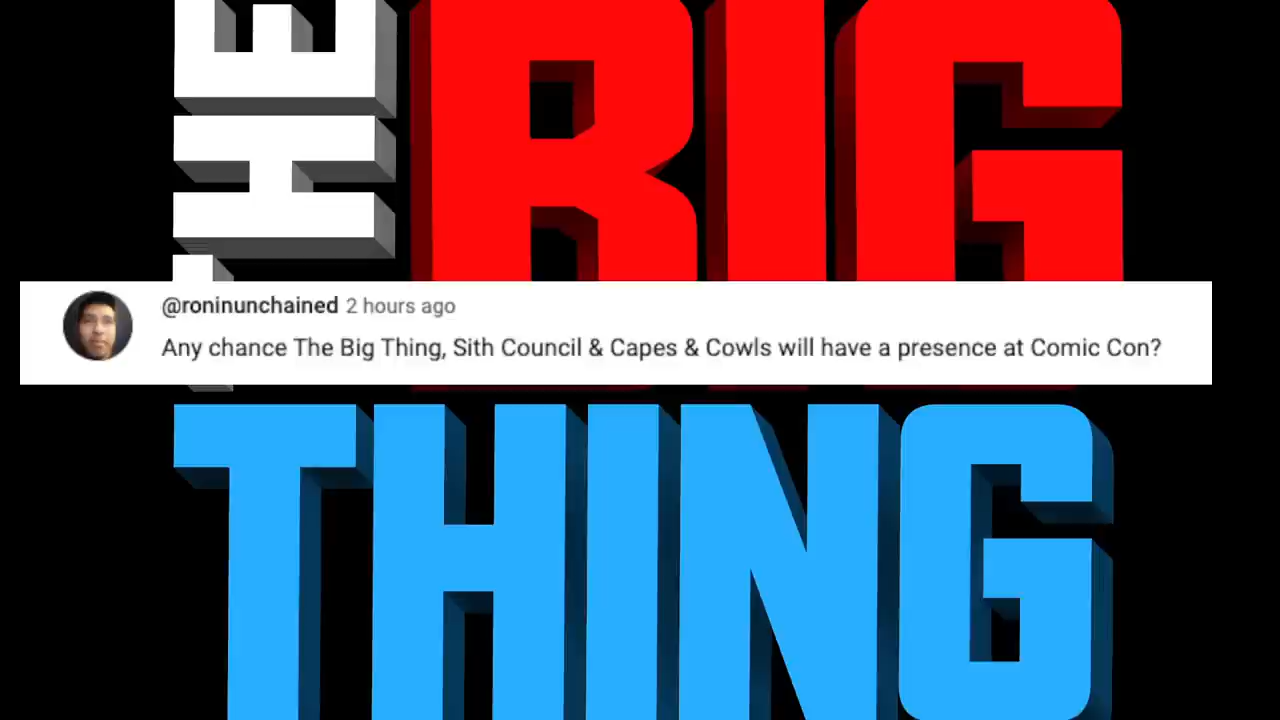 THE
BIG
@roninunchained 2 hours ago
Any chance The Big Thing, Sith Council & Capes & Cowls will have a presence at Comic Con?
THING